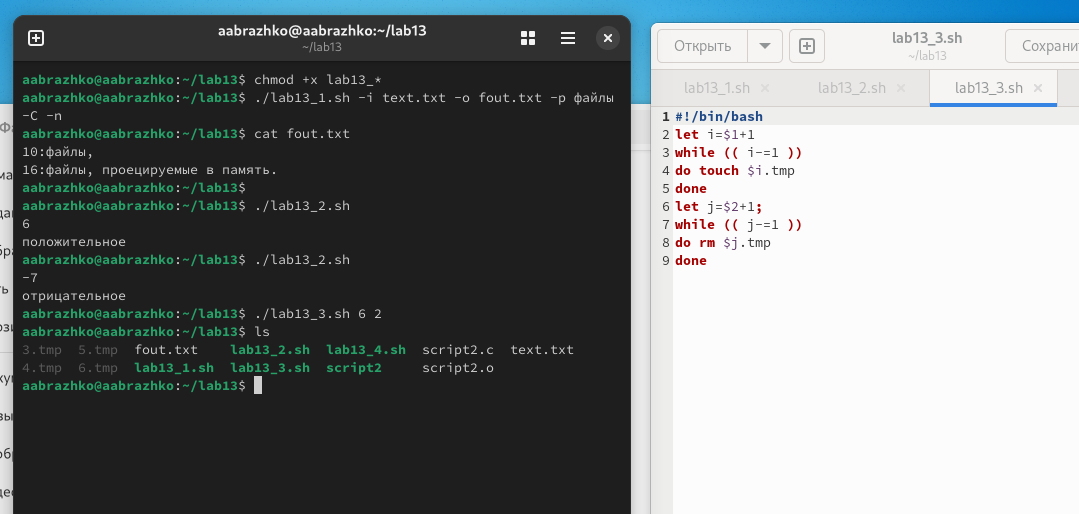 aabrazhko@aabrazhko:~/lab13
~/lab13
aabrazhko@aabrazhko:~/lab13$ chmod +x lab13_*
aabrazhko@aabrazhko:~/lab13$ ./lab13_1.sh -i text.txt -o fout.txt -p файлы
-C -n
aabrazhko@aabrazhko:~/lab13$ cat fout.txt
10:файлы,
16:файлы, проецируемые в память.
aabrazhko@aabrazhko:~/lab13$
aabrazhko@aabrazhko:~/lab13$ ./lab13_2.sh
6
положительное
aabrazhko@aabrazhko:~/lab13$ ./lab13_2.sh
-7
отрицательное
aabrazhko@aabrazhko:~/lab13$ ./lab13_3.sh 6 2
aabrazhko@aabrazhko:~/lab13$ ls
3.tmp 5.tmp fout.txt lab13_2.sh lab13_4.sh script2.c text.txt
4.tmp 6.tmp lab13_1.sh lab13_3.sh script2 script2.o
aabrazhko@aabrazhko:~/lab13$
Открыть
lab13_3.sh
~/lab13
Сохрани
lab13_1.sh
lab13_2.sh
lab13_3.sh
1 #!/bin/bash
2 let i=$1+1
3 while (( i-=1 ))
4 do touch $i.tmp
5 done
6 let j=$2+1;
7 while (( j-=1 ))
8 do rm $j.tmp
9 done